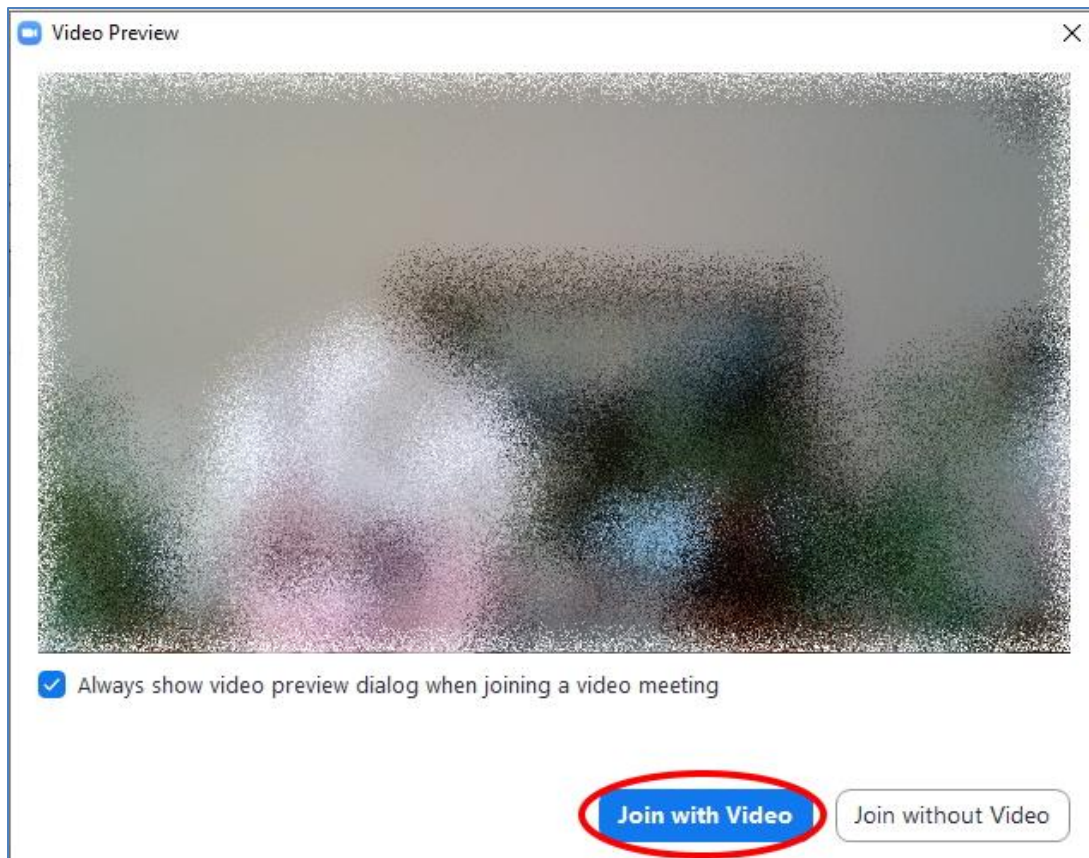 Video Preview
Always show video preview dialog when joining a video meeting
Join with Video
Join without Video